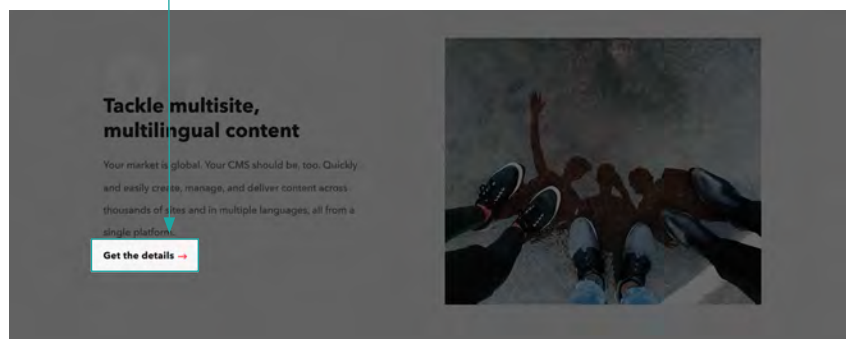 Tackle multisite,
multilingual content
Your market is global. Your CMS should be, too. Quickly
and easily create, manage, and deliver content across
thousands of sites and in multiple languages, all from a
single platform.
Get the details →